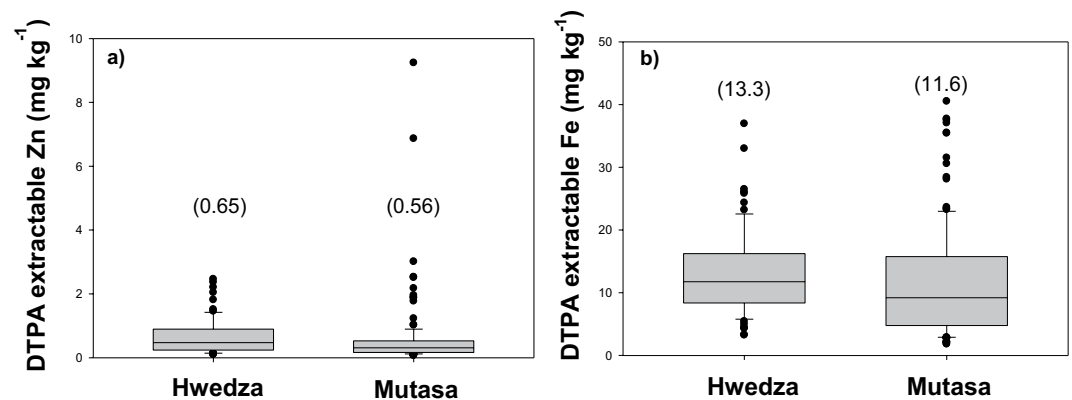 DTPA extractable Zn (mg kg⁻¹)
10
8
6
4
2
0
a)
(0.65)
(0.56)
Hwedza
Mutasa
DTPA extractable Fe (mg kg⁻¹)
50
40
30
20
10
0
b)
(13.3)
(11.6)
Hwedza
Mutasa